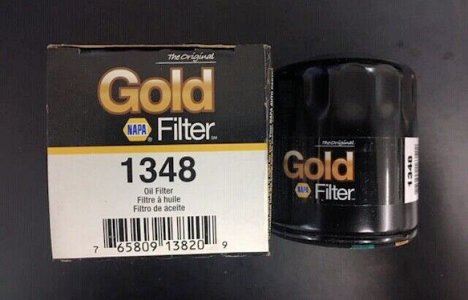 The Original
Gold
NAPA Filter SM
1348
Oil Filter
Filtre à huile
Filtro de aceite
7 65809 13820 9
The Original
Gold
NAPA Filter
1348